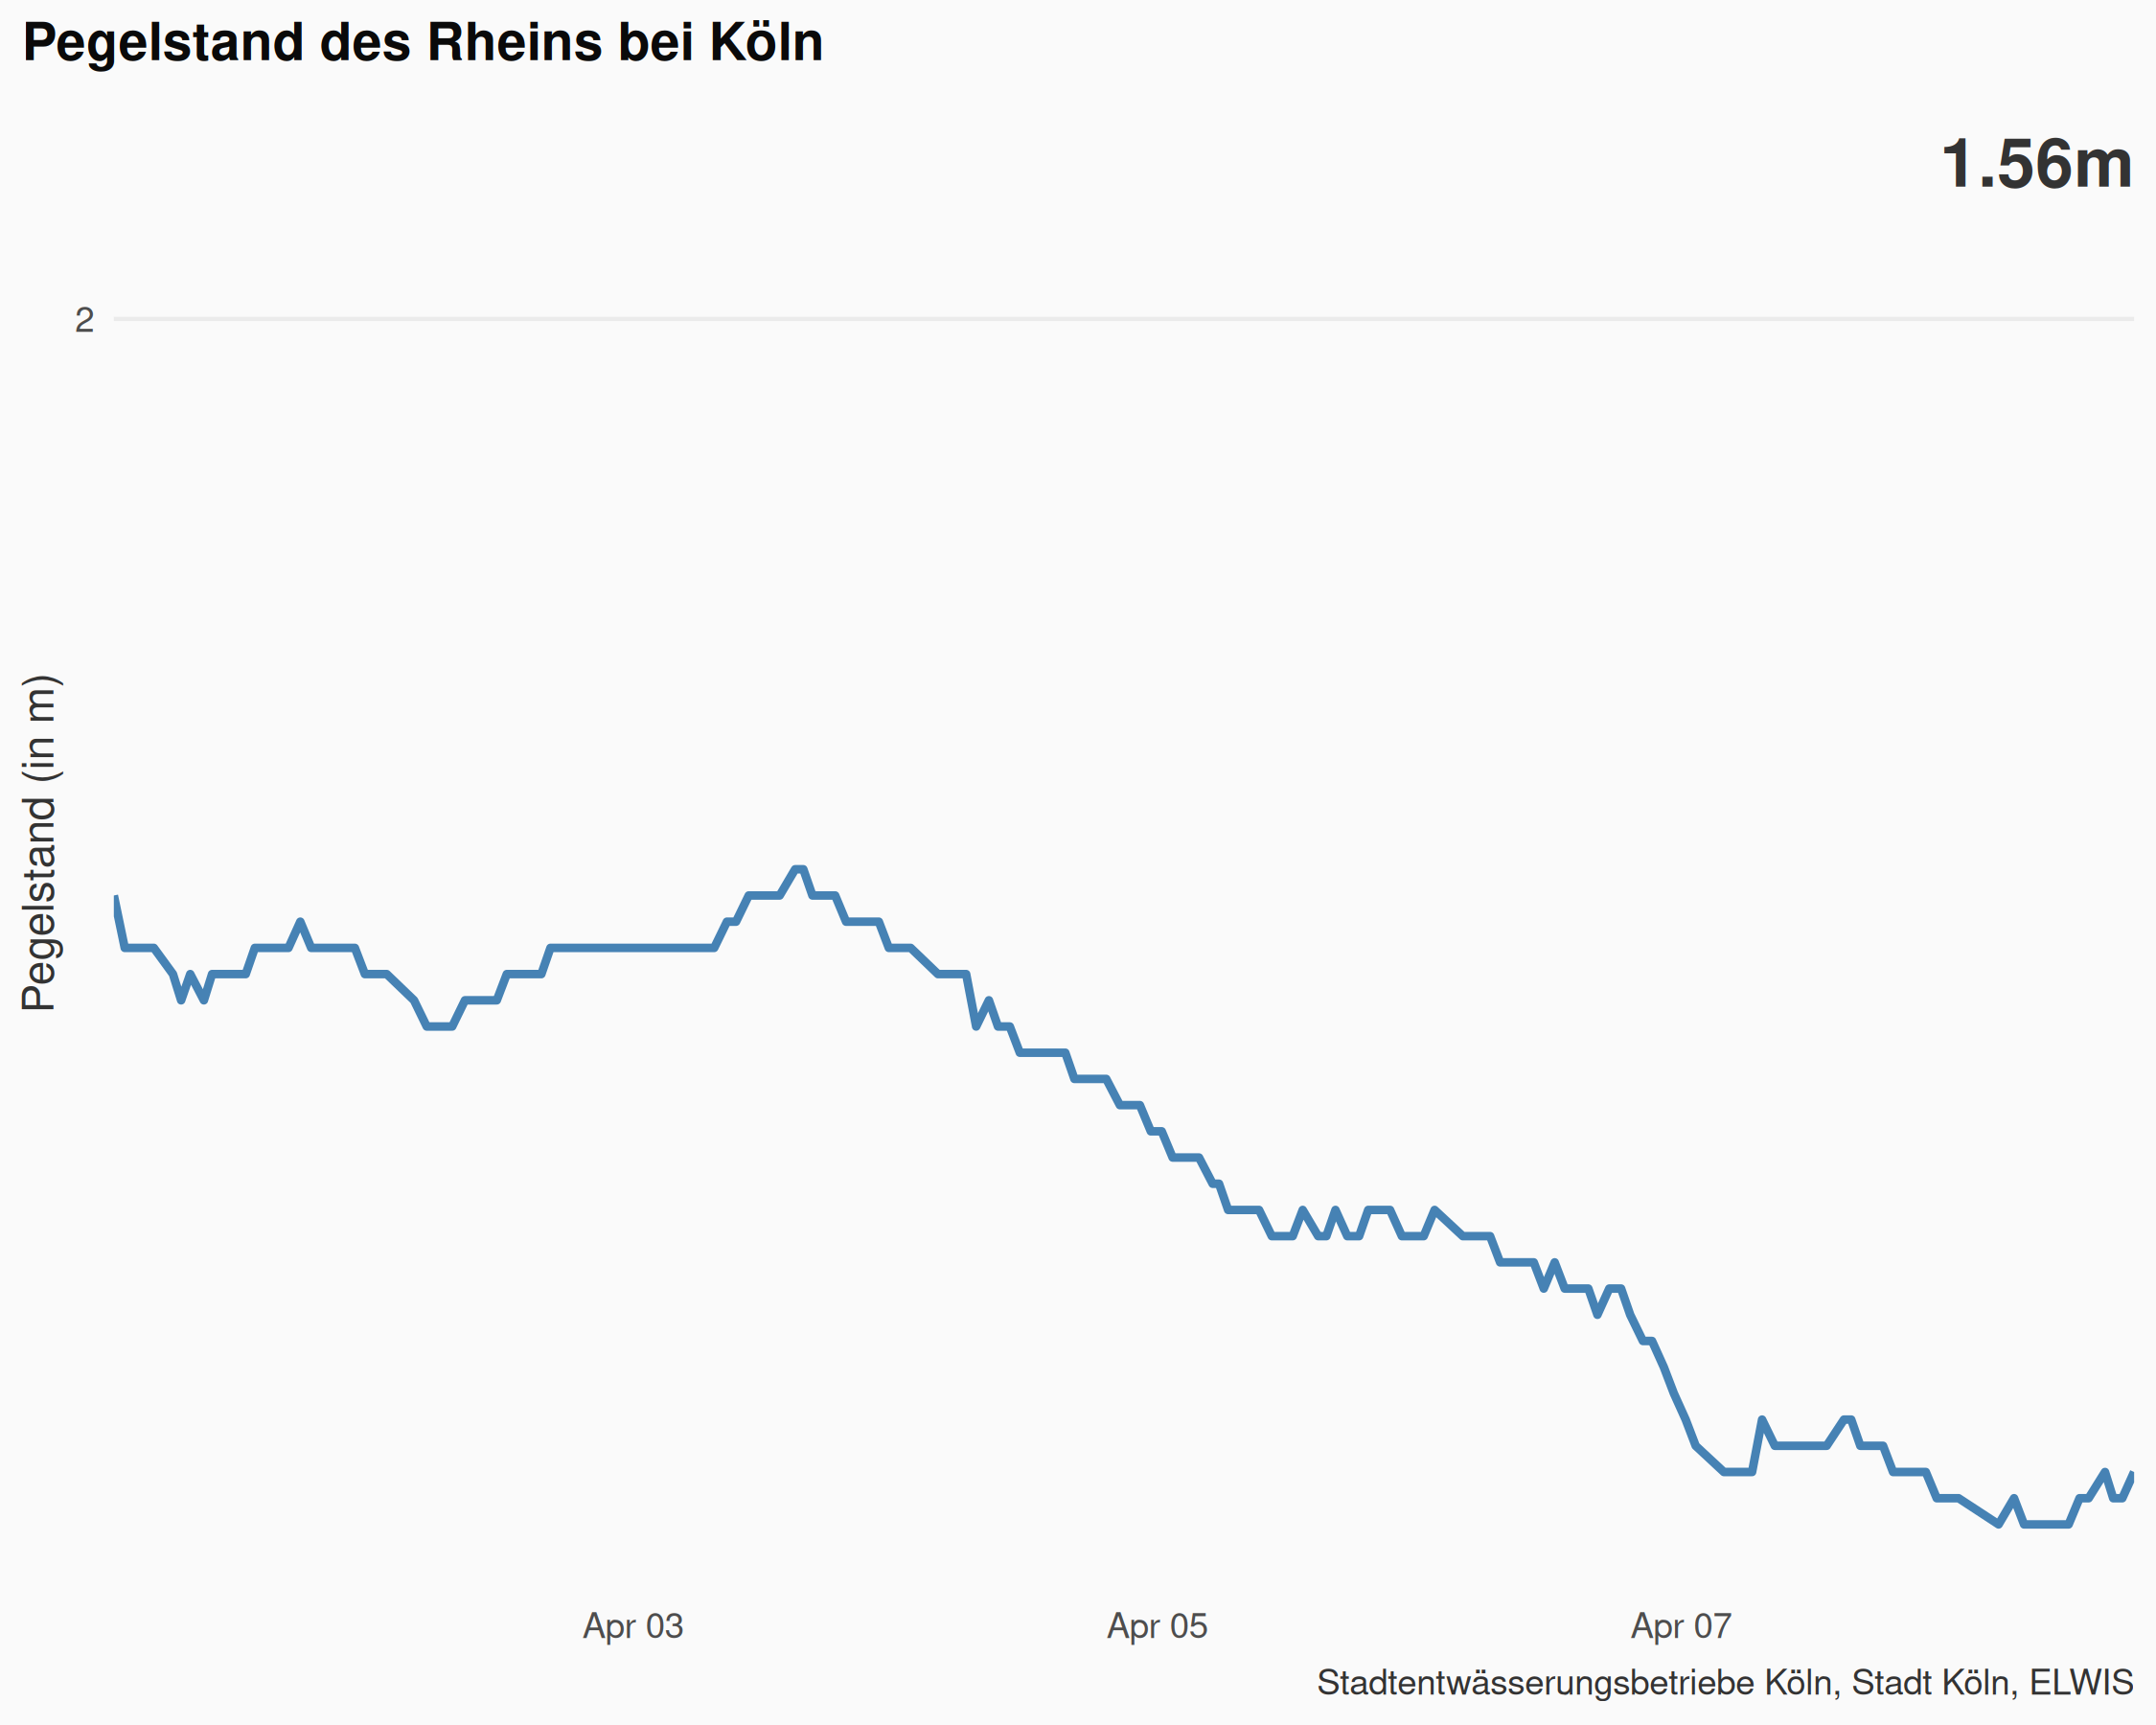 Pegelstand des Rheins bei Köln
1.56m
2
Pegelstand (in m)
Apr 03
Apr 05
Apr 07
Stadtentwässerungsbetriebe Köln, Stadt Köln, ELWIS